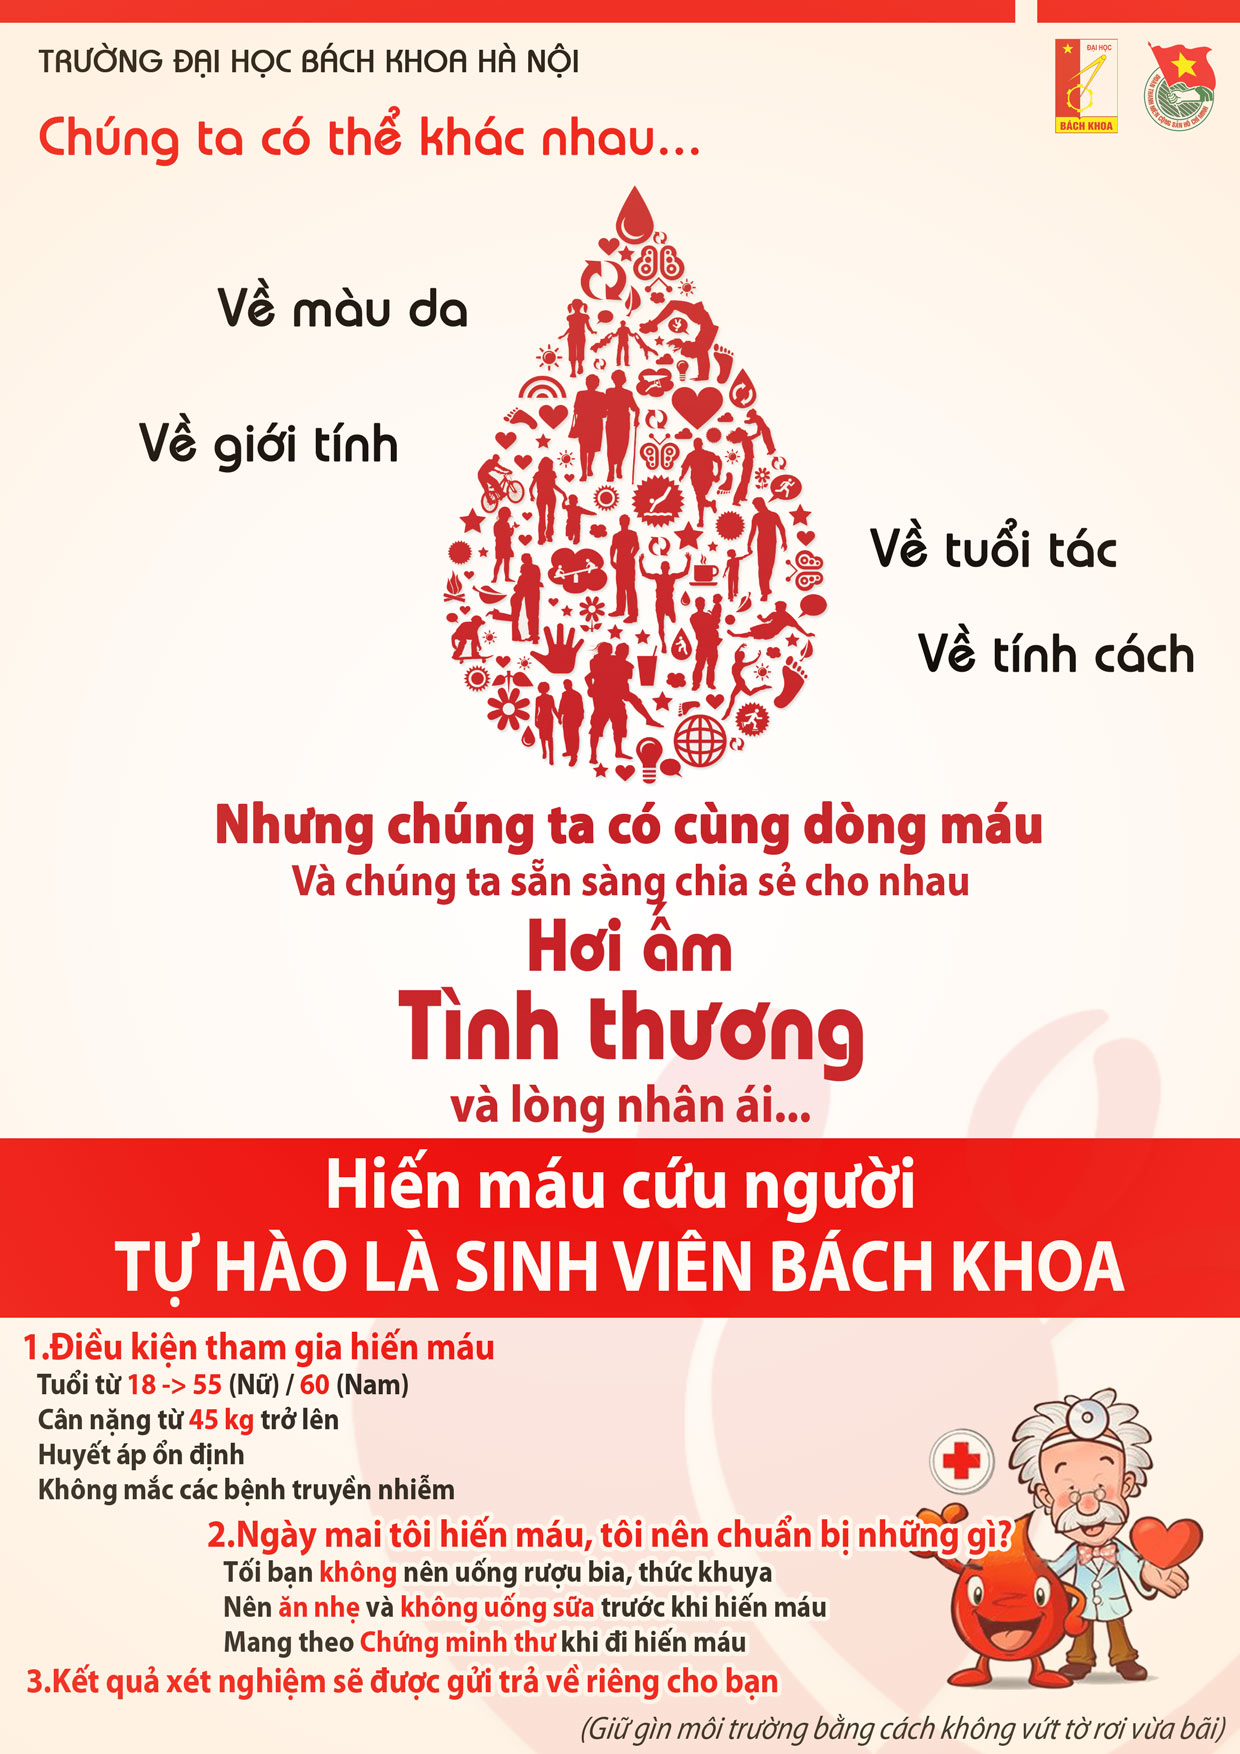 TRƯỜNG ĐẠI HỌC BÁCH KHOA HÀ NỘI
ĐẠI HỌC
BÁCH KHOA
ĐOÀN THANH NIÊN CỘNG SẢN HỒ CHÍ MINH
Chúng ta có thể khác nhau...
Về màu da
Về giới tính
Về tuổi tác
Về tính cách
Nhưng chúng ta có cùng dòng máu
Và chúng ta sẵn sàng chia sẻ cho nhau
Hơi ấm
Tình thương
và lòng nhân ái...
Hiến máu cứu người
TỰ HÀO LÀ SINH VIÊN BÁCH KHOA
1.Điều kiện tham gia hiến máu
Tuổi từ 18 -> 55 (Nữ) / 60 (Nam)
Cân nặng từ 45 kg trở lên
Huyết áp ổn định
Không mắc các bệnh truyền nhiễm
2.Ngày mai tôi hiến máu, tôi nên chuẩn bị những gì?
Tối bạn không nên uống rượu bia, thức khuya
Nên ăn nhẹ và không uống sữa trước khi hiến máu
Mang theo Chứng minh thư khi đi hiến máu
3.Kết quả xét nghiệm sẽ được gửi trả về riêng cho bạn
(Giữ gìn môi trường bằng cách không vứt tờ rơi vừa bãi)